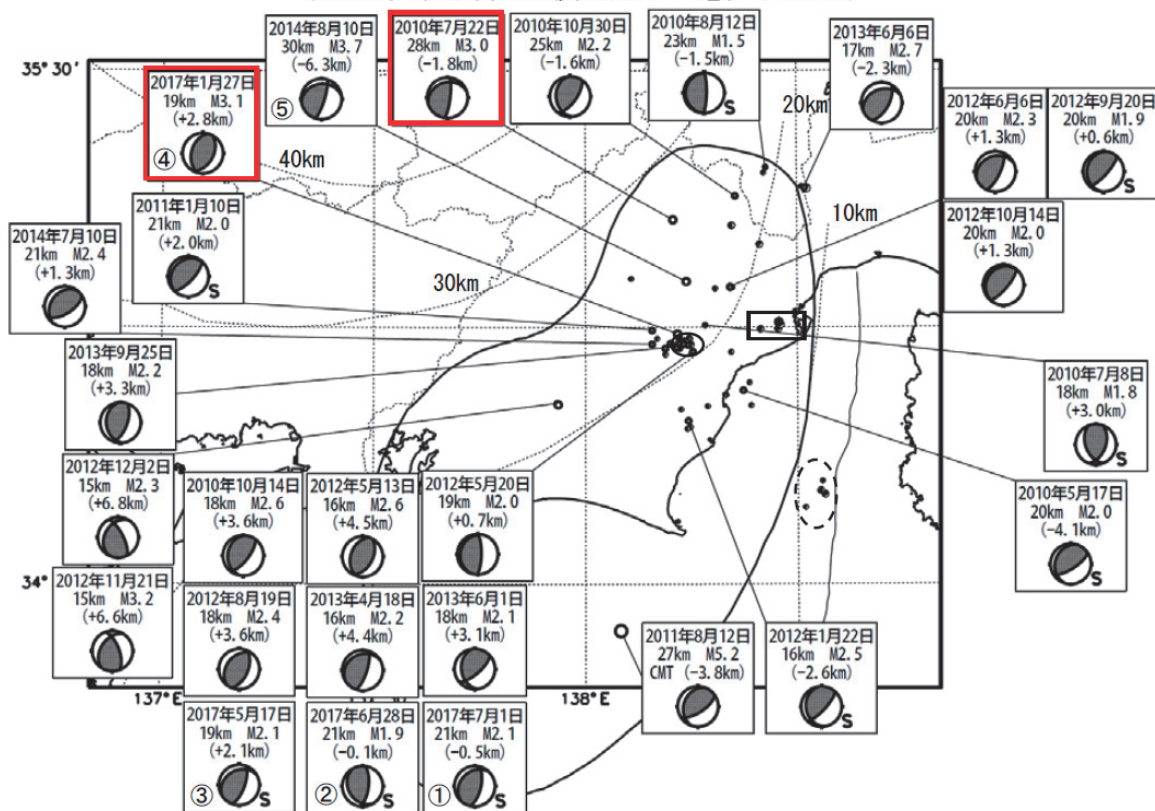 2014年8月10日
30km M3.7
(-6.3km)
⑤
2010年7月22日
28km M3.0
(-1.8km)
2010年10月30日
25km M2.2
(-1.6km)
2010年8月12日
23km M1.5
(-1.5km)
S
2013年6月6日
17km M2.7
(-2.3km)
35°30'
2017年1月27日
19km M3.1
(+2.8km)
④
20km
2012年6月6日
20km M2.3
(+1.3km)
2012年9月20日
20km M1.9
(+0.6km)
S
40km
2011年1月10日
21km M2.0
(+2.0km)
S
10km
2012年10月14日
20km M2.0
(+1.3km)
2014年7月10日
21km M2.4
(+1.3km)
30km
2013年9月25日
18km M2.2
(+3.3km)
2010年7月8日
18km M1.8
(+3.0km)
S
2012年12月2日
15km M2.3
(+6.8km)
2010年10月14日
18km M2.6
(+3.6km)
2012年5月13日
16km M2.6
(+4.5km)
2012年5月20日
19km M2.0
(+0.7km)
2010年5月17日
20km M2.0
(-4.1km)
S
34°
2012年11月21日
15km M3.2
(+6.6km)
2012年8月19日
18km M2.4
(+3.6km)
2013年4月18日
16km M2.2
(+4.4km)
2013年6月1日
18km M2.1
(+3.1km)
2011年8月12日
27km M5.2
CMT (-3.8km)
2012年1月22日
16km M2.5
(-2.6km)
S
137°E
138°E
2017年5月17日
19km M2.1
(+2.1km)
③
S
2017年6月28日
21km M1.9
(-0.1km)
②
S
2017年7月1日
21km M2.1
(-0.5km)
①
S